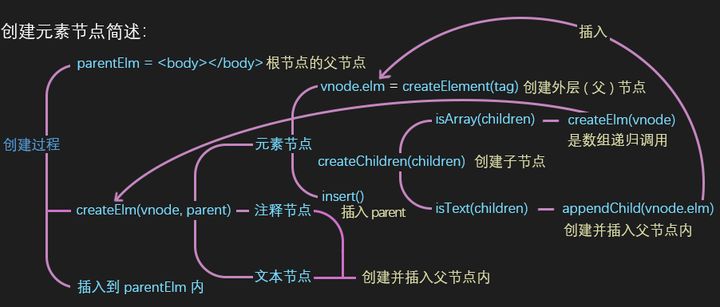 创建元素节点简述:
插入
parentElm = <body></body> 根节点的父节点
vnode.elm = createElement(tag) 创建外层 ( 父 ) 节点
isArray(children)
createElm(vnode)
是数组递归调用
创建过程
元素节点
createChildren(children) 创建子节点
insert()
插入 parent
createElm(vnode, parent)
注释节点
isText(children)
appendChild(vnode.elm)
创建并插入父节点内
文本节点
创建并插入父节点内
插入到 parentElm 内